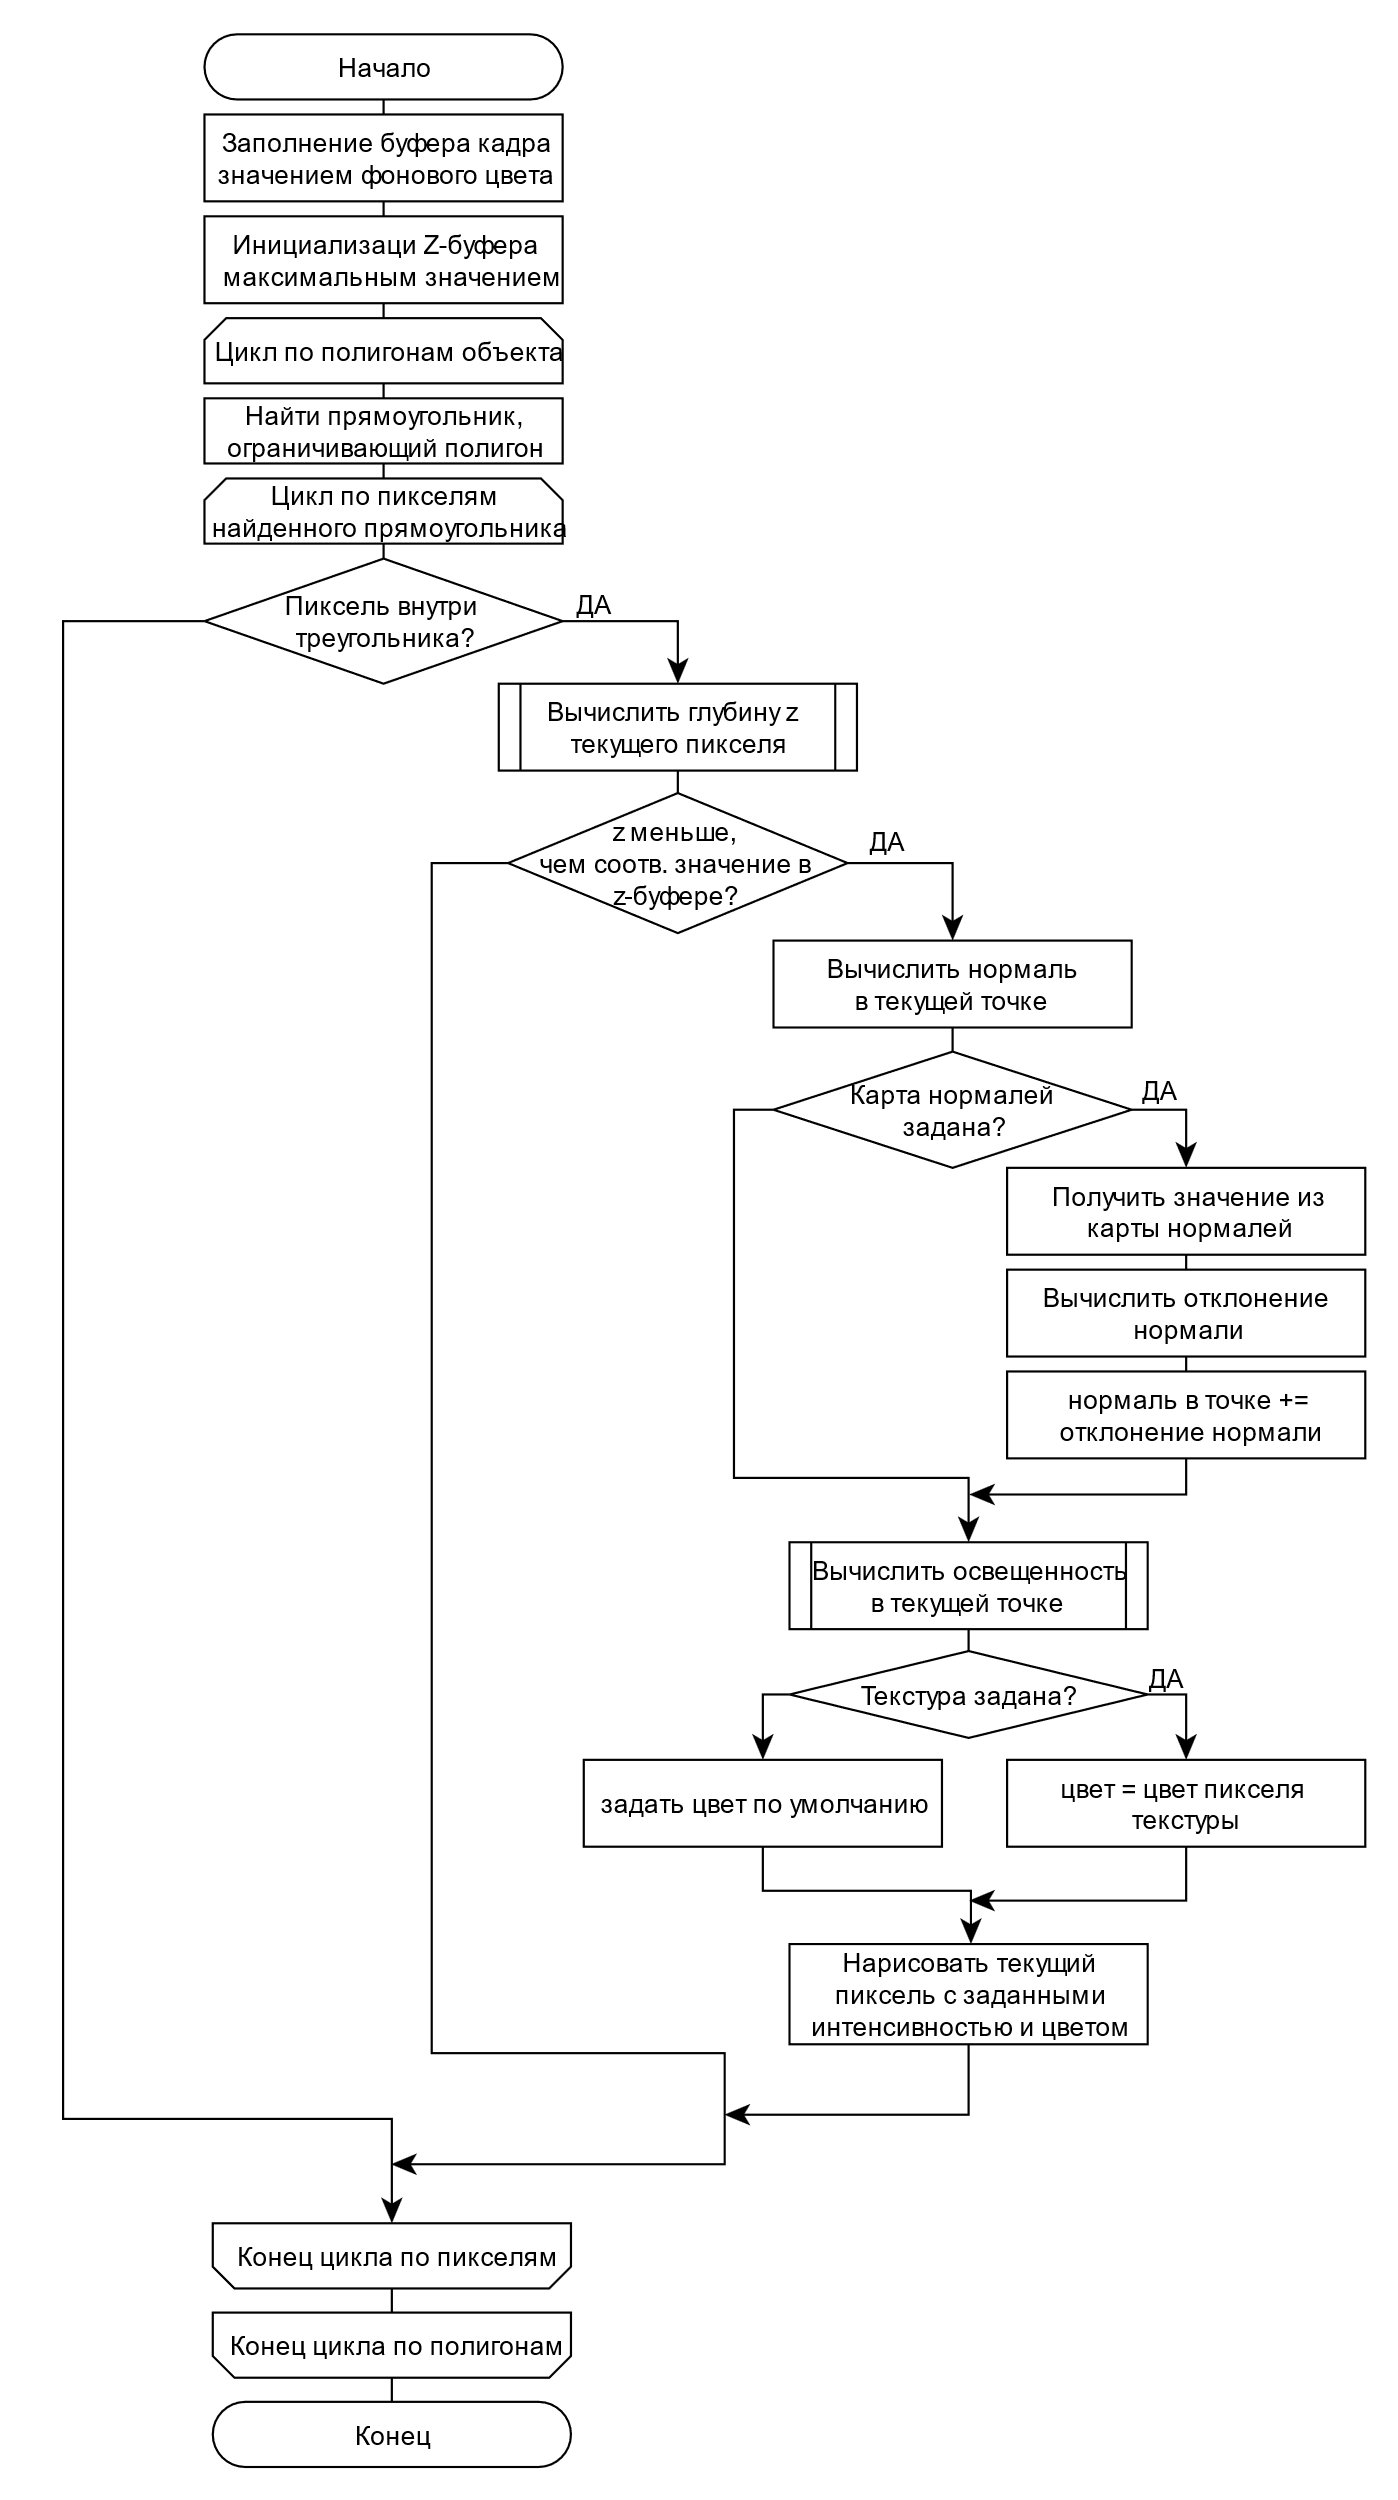 Начало
Заполнение буфера кадра
значением фонового цвета
Инициализаци Z-буфера
максимальным значением
Цикл по полигонам объекта
Найти прямоугольник,
ограничивающий полигон
Цикл по пикселям
найденного прямоугольника
Пиксель внутри
треугольника?
ДА
Вычислить глубину z
текущего пикселя
z меньше,
чем соотв. значение в
z-буфере?
ДА
Вычислить нормаль
в текущей точке
Карта нормалей
задана?
ДА
Получить значение из
карты нормалей
Вычислить отклонение
нормали
нормаль в точке +=
отклонение нормали
Вычислить освещенность
в текущей точке
Текстура задана?
ДА
задать цвет по умолчанию
цвет = цвет пикселя
текстуры
Нарисовать текущий
пиксель с заданными
интенсивностью и цветом
Конец цикла по пикселям
Конец цикла по полигонам
Конец